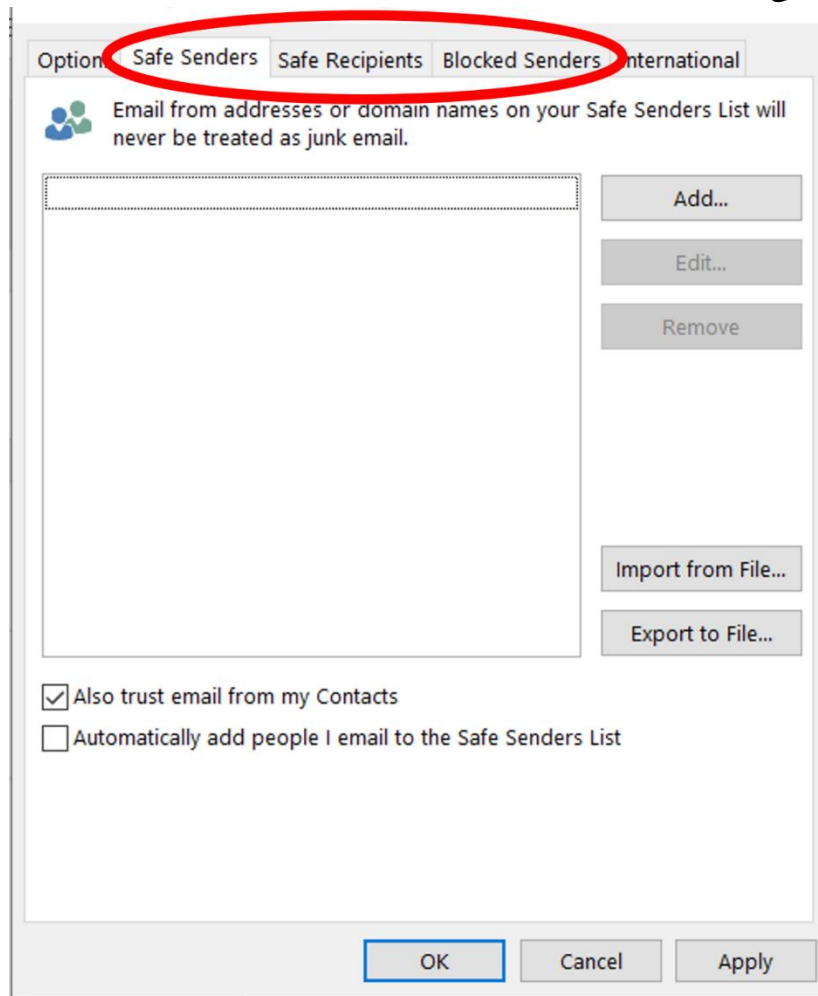 Option Safe Senders Safe Recipients Blocked Senders International
Email from addresses or domain names on your Safe Senders List will
never be treated as junk email.
Add...
Edit...
Remove
Import from File...
Export to File...
Also trust email from my Contacts
Automatically add people I email to the Safe Senders List
OK Cancel Apply